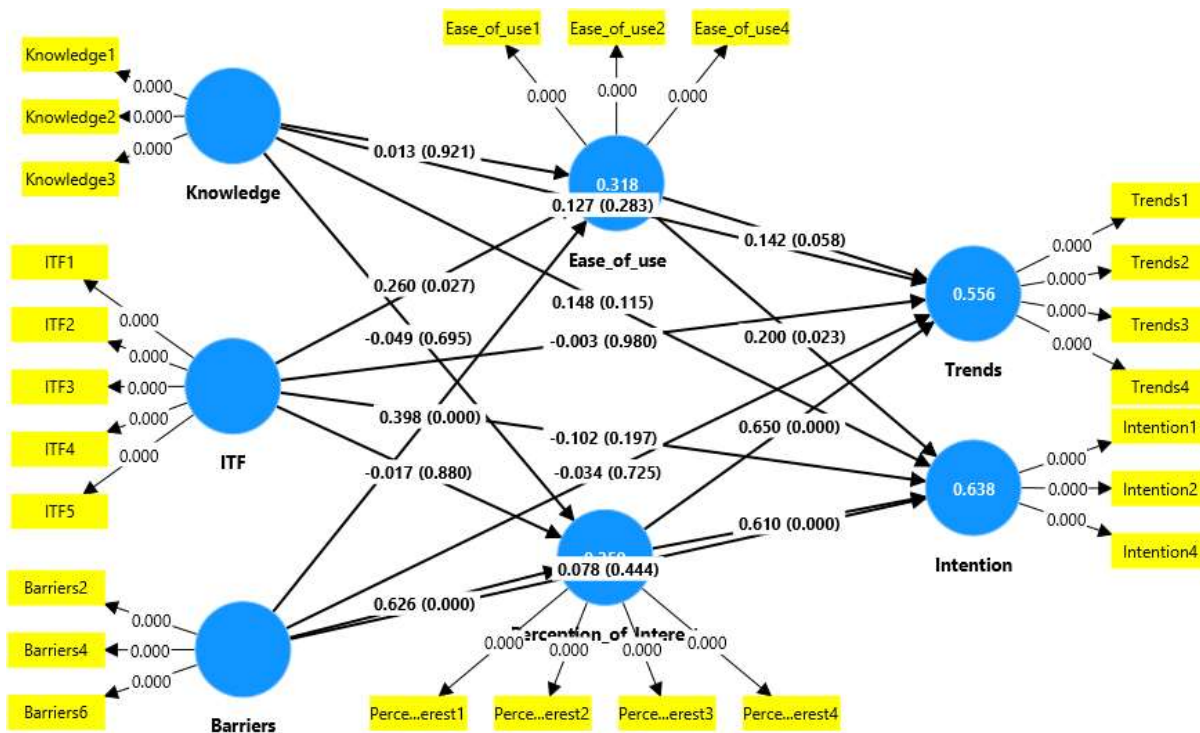 Ease_of_use1
Ease_of_use2
Ease_of_use4
0.000
0.000
0.000
Knowledge1
Knowledge2
Knowledge3
0.000
0.000
0.000
Knowledge
0.013 (0.921)
0.318
0.127 (0.283)
Ease_of_use
0.142 (0.058)
Trends1
Trends2
Trends3
Trends4
0.000
0.000
0.000
0.000
0.556
Trends
ITF1
ITF2
ITF3
ITF4
ITF5
0.000
0.000
0.000
0.000
0.000
ITF
0.260 (0.027)
0.148 (0.115)
-0.049 (0.695)
-0.003 (0.980)
0.200 (0.023)
0.398 (0.000)
-0.102 (0.197)
0.650 (0.000)
-0.017 (0.880)
-0.034 (0.725)
0.610 (0.000)
Intention1
Intention2
Intention4
0.000
0.000
0.000
0.638
Intention
0.078 (0.444)
0.626 (0.000)
Barriers2
Barriers4
Barriers6
0.000
0.000
0.000
Barriers
0.000
0.000
0.000
0.000
Perce...erest1
Perce...erest2
Perce...erest3
Perce...erest4